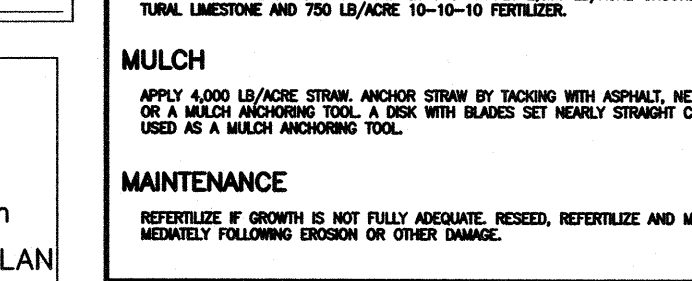 TURAL LIMESTONE AND 750 LB/ACRE 10-10-10 FERTILIZER.
MULCH
APPLY 4,000 LB/ACRE STRAW. ANCHOR STRAW BY TACKING WITH ASPHALT, NE
OR A MULCH ANCHORING TOOL. A DISK WITH BLADES SET NEARLY STRAIGHT C
USED AS A MULCH ANCHORING TOOL.
MAINTENANCE
REFERTILIZE IF GROWTH IS NOT FULLY ADEQUATE. RESEED, REFERTILIZE AND M
MEDIATELY FOLLOWING EROSION OR OTHER DAMAGE.
n
LAN